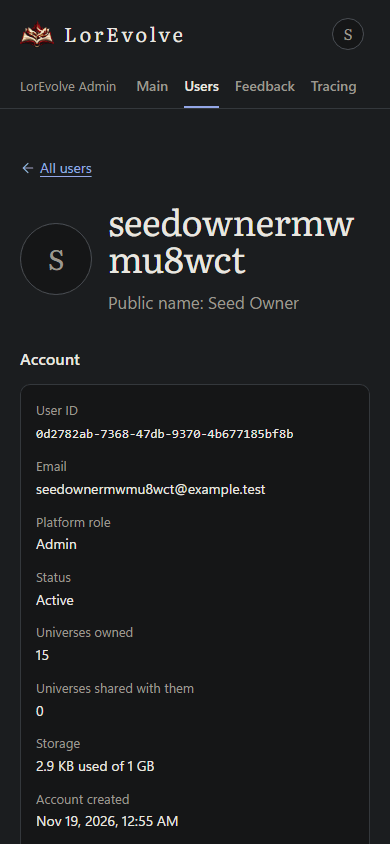 LorEvolve
S
LorEvolve Admin Main Users Feedback Tracing
← All users
S
seedownermw
mu8wct
Public name: Seed Owner
Account
User ID
0d2782ab-7368-47db-9370-4b677185bf8b
Email
seedownermwmu8wct@example.test
Platform role
Admin
Status
Active
Universes owned
15
Universes shared with them
0
Storage
2.9 KB used of 1 GB
Account created
Nov 19, 2026, 12:55 AM